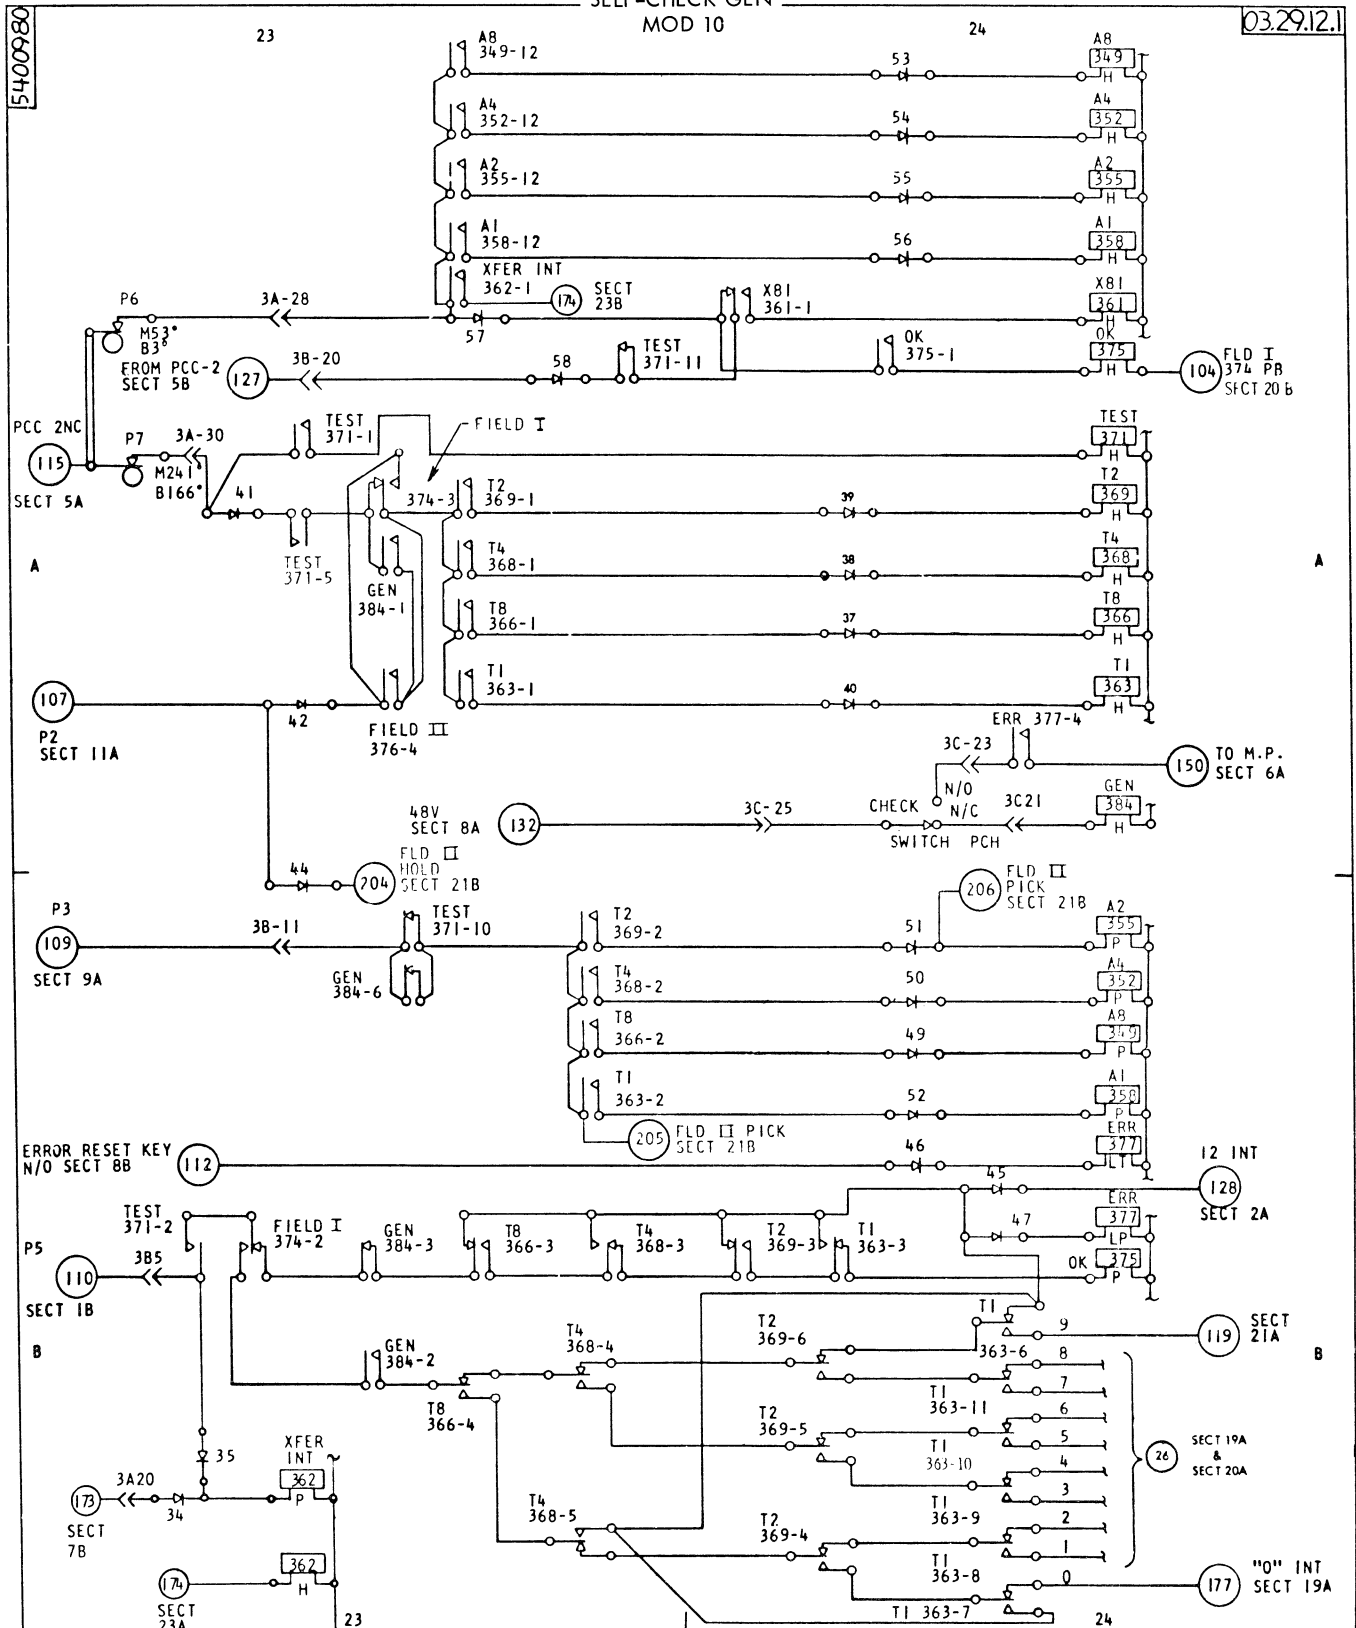 SELF-CHECK GEN
MOD 10
03.29.12.1
5400980
23
24
A8
349-12
53
A8
349
H
A4
352-12
54
A4
352
H
A2
355-12
55
A2
355
H
A1
358-12
56
A1
358
H
XFER INT
362-1
174
SECT
23B
X81
361-1
X81
361
H
P6
3A-28
M53°
B3°
57
FROM PCC-2
SECT 5B
127
3B-20
58
TEST
371-11
OK
375-1
OK
375
H
104
FLD I
374 PB
SECT 20B
PCC 2NC
115
SECT 5A
P7
3A-30
M241°
B166°
41
TEST
371-1
FIELD I
TEST
371
H
TEST
371-5
374-3
T2
369-1
39
T2
369
H
GEN
384-1
T4
368-1
38
T4
368
H
A
A
T8
366-1
37
T8
366
H
107
P2
SECT 11A
42
FIELD II
376-4
T1
363-1
40
T1
363
H
ERR 377-4
3C-23
150
TO M.P.
SECT 6A
N/O
N/C
48V
SECT 8A
132
3C-25
CHECK
SWITCH PCH
3C21
GEN
384
H
44
204
FLD II
HOLD
SECT 21B
206
FLD II
PICK
SECT 21B
P3
109
SECT 9A
3B-11
TEST
371-10
GEN
384-6
T2
369-2
51
A2
355
P
T4
368-2
50
A4
352
P
T8
366-2
49
A8
349
P
T1
363-2
52
A1
358
P
205
FLD II PICK
SECT 21B
ERROR RESET KEY
N/O SECT 8B
112
46
ERR
377
LT
12 INT
128
SECT 2A
45
47
ERR
377
LP
P5
110
SECT 1B
3B5
TEST
371-2
FIELD I
374-2
GEN
384-3
T8
366-3
T4
368-3
T2
369-3
T1
363-3
OK
375
P
B
B
GEN
384-2
T8
366-4
T4
368-4
T2
369-6
T1
363-6
9
119
SECT
21A
8
7
T1
363-11
T2
369-5
6
5
T1
363-10
4
3
T1
363-9
26
SECT 19A
&
SECT 20A
T4
368-5
T2
369-4
2
1
T1
363-8
0
T1 363-7
177
"0" INT
SECT 19A
35
XFER
INT
362
P
173
3A20
34
SECT
7B
174
SECT
23A
362
H
23
24